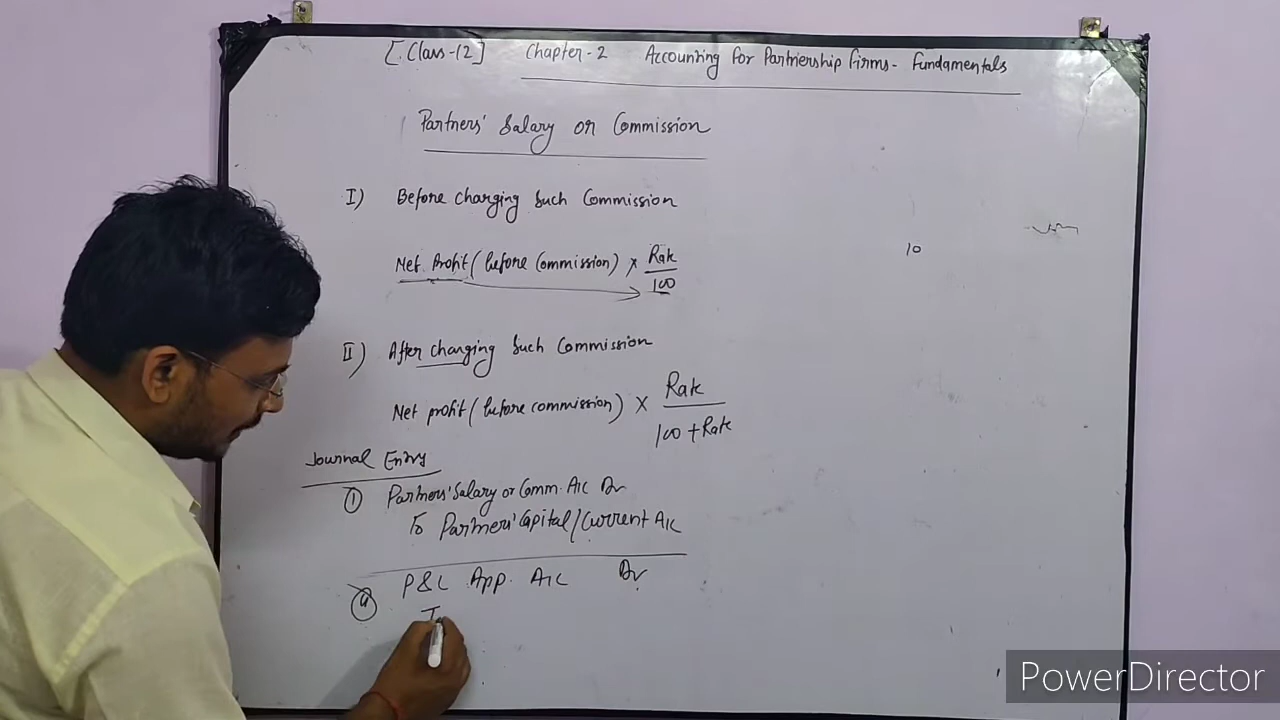 [Class-12] Chapter-2 Accounting for Partnership Firms- Fundamentals
Partners' Salary or Commission
I) Before charging Such Commission
Net Profit (before Commission) × Rate/100
10
II) After charging Such Commission
Net profit (before commission) × Rate/100+Rate
Journal Entry
① Partners' Salary or Comm. A/c Dr
To Partners' Capital/Current A/c
P&L App. A/c Dr
To
PowerDirector